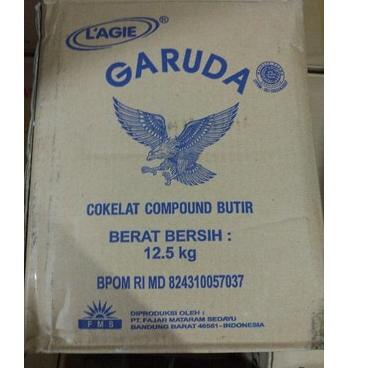 L'AGIE ®
GARUDA
COKELAT COMPOUND BUTIR
BERAT BERSIH :
12.5 kg
BPOM RI MD 824310057037
FMS
DIPRODUKSI OLEH :
PT. FAJAR MATARAM SEDAYU
BANDUNG BARAT 40561-INDONESIA